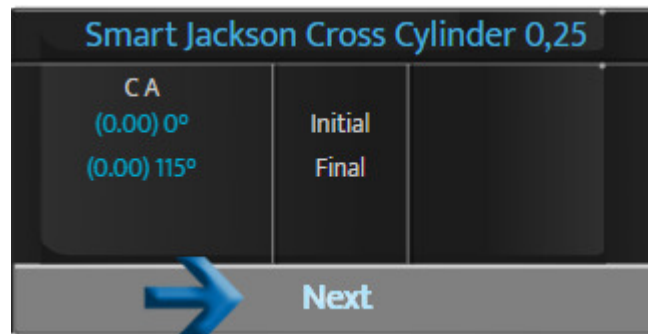 Smart Jackson Cross Cylinder 0,25
C A
(0.00) 0º Initial
(0.00) 115º Final
Next